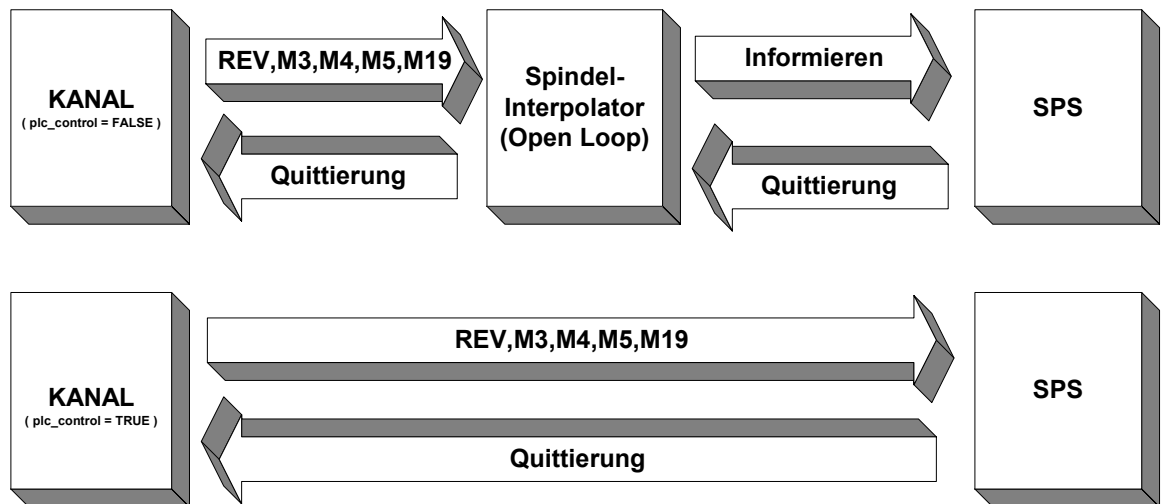 REV,M3,M4,M5,M19
Informieren
KANAL
( plc_control = FALSE )
Spindel-
Interpolator
(Open Loop)
SPS
Quittierung
Quittierung
REV,M3,M4,M5,M19
KANAL
( plc_control = TRUE )
SPS
Quittierung